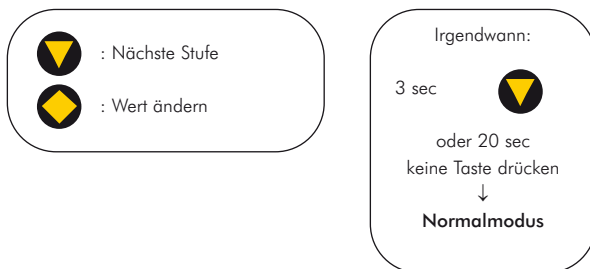 : Nächste Stufe
: Wert ändern
Irgendwann:
3 sec
oder 20 sec
keine Taste drücken
↓
Normalmodus